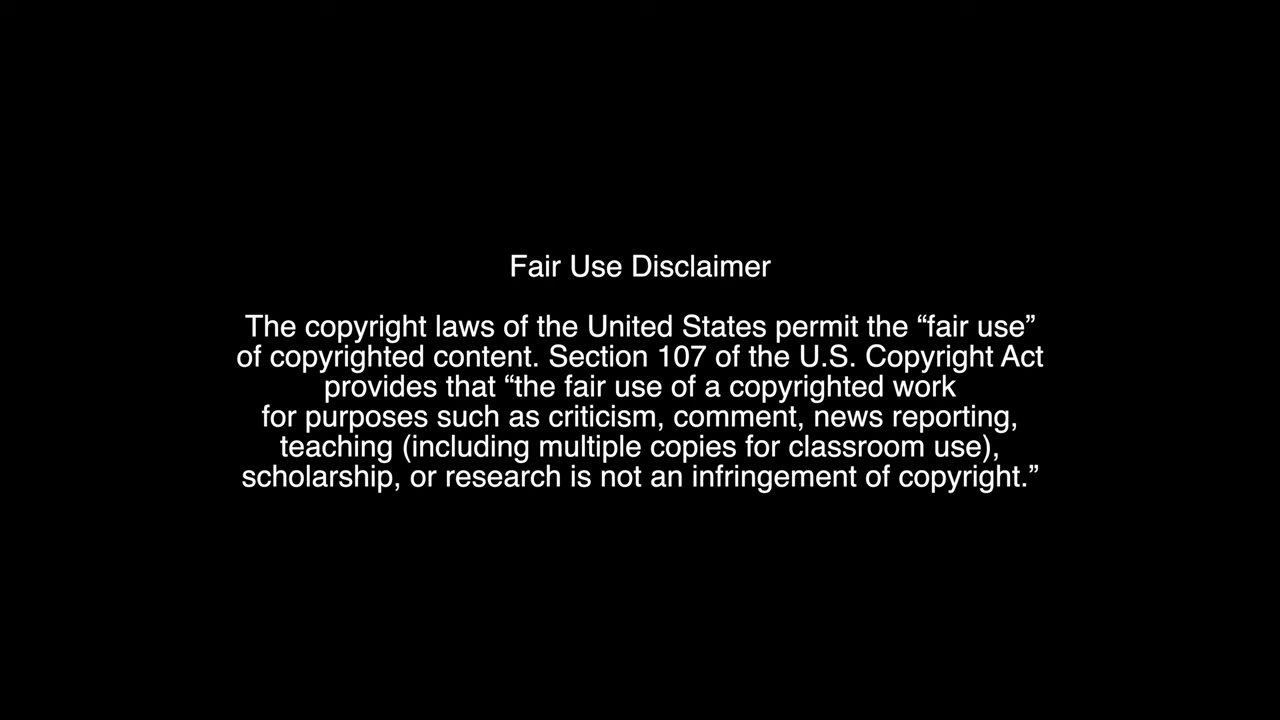 Fair Use Disclaimer
The copyright laws of the United States permit the “fair use”
of copyrighted content. Section 107 of the U.S. Copyright Act
provides that “the fair use of a copyrighted work
for purposes such as criticism, comment, news reporting,
teaching (including multiple copies for classroom use),
scholarship, or research is not an infringement of copyright.”